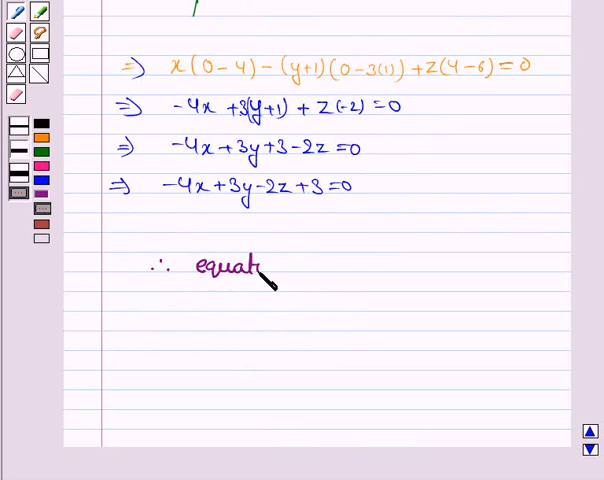 ⇒ x(0-4) - (y+1)(0-3(1)) + z(4-6) = 0
⇒ -4x + 3(y+1) + z(-2) = 0
⇒ -4x + 3y + 3 - 2z = 0
⇒ -4x + 3y - 2z + 3 = 0
∴ equat